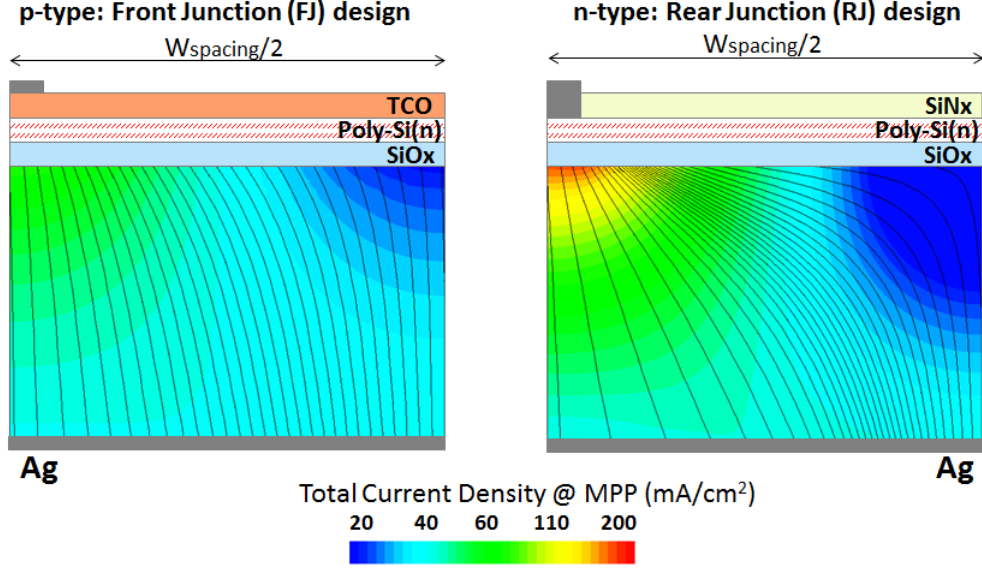 p-type: Front Junction (FJ) design
Wspacing/2
TCO
Poly-Si(n)
SiOx
Ag
n-type: Rear Junction (RJ) design
Wspacing/2
SiNx
Poly-Si(n)
SiOx
Ag
Total Current Density @ MPP (mA/cm²)
20 40 60 110 200